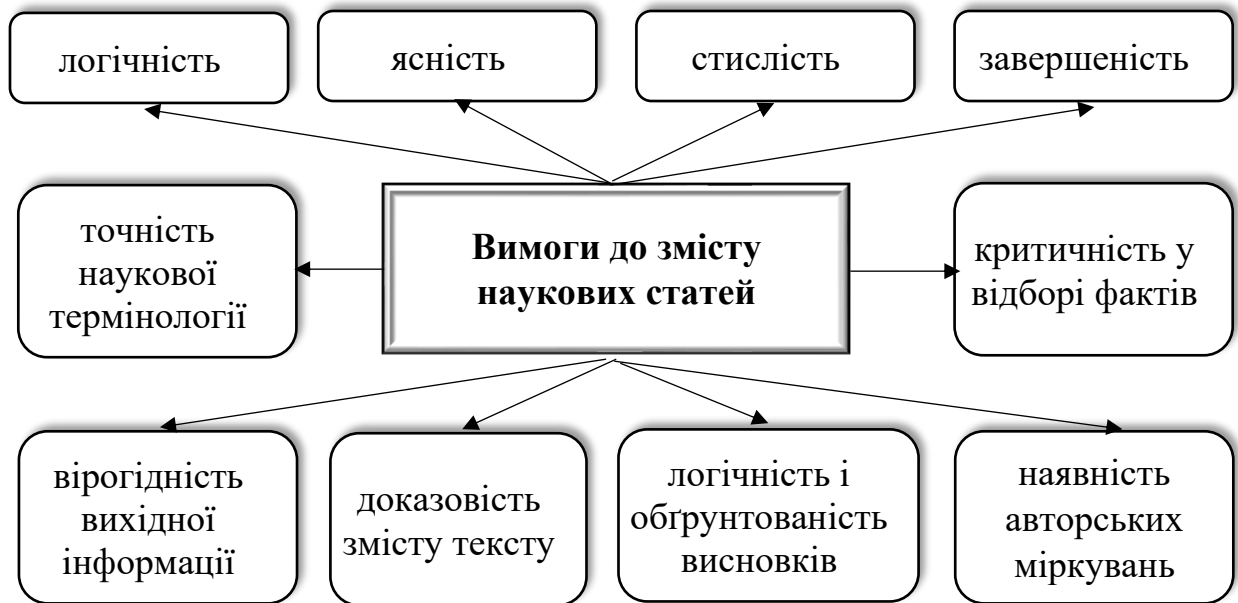 логічність
ясність
стислість
завершеність
точність
наукової
термінології
Вимоги до змісту
наукових статей
критичність у
відборі фактів
вірогідність
вихідної
інформації
доказовість
змісту тексту
логічність і
обґрунтованість
висновків
наявність
авторських
міркувань